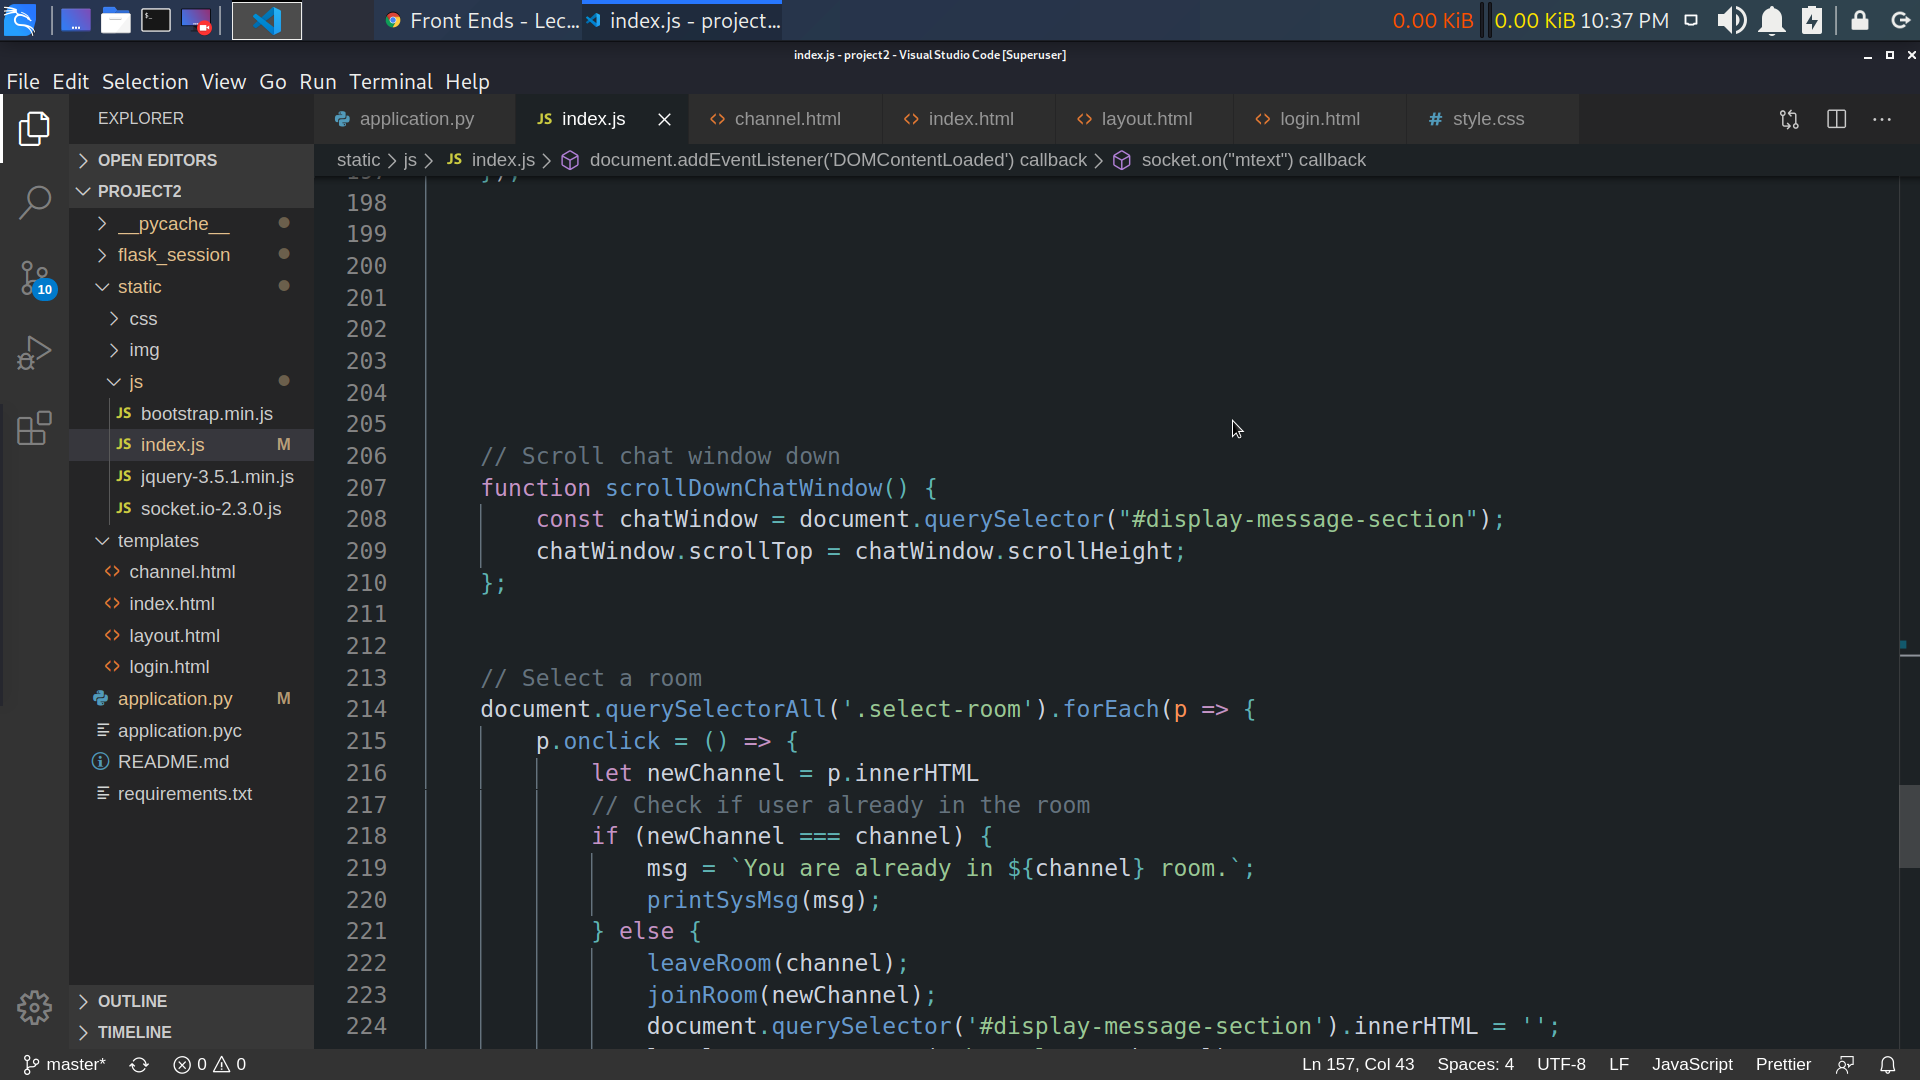 Front Ends - Lec...
index.js - project...
0.00 KiB
0.00 KiB
10:37 PM
index.js - project2 - Visual Studio Code [Superuser]
File Edit Selection View Go Run Terminal Help
EXPLORER
OPEN EDITORS
PROJECT2
__pycache__
flask_session
static
css
img
js
JS bootstrap.min.js
JS index.js M
JS jquery-3.5.1.min.js
JS socket.io-2.3.0.js
templates
<> channel.html
<> index.html
<> layout.html
<> login.html
application.py M
application.pyc
README.md
requirements.txt
OUTLINE
TIMELINE
10
application.py
JS index.js
<> channel.html
<> index.html
<> layout.html
<> login.html
# style.css
static > js > JS index.js > document.addEventListener('DOMContentLoaded') callback > socket.on("mtext") callback
197 });
198
199
200
201
202
203
204
205
206 // Scroll chat window down
207 function scrollDownChatWindow() {
208 const chatWindow = document.querySelector("#display-message-section");
209 chatWindow.scrollTop = chatWindow.scrollHeight;
210 };
211
212
213 // Select a room
214 document.querySelectorAll('.select-room').forEach(p => {
215 p.onclick = () => {
216 let newChannel = p.innerHTML
217 // Check if user already in the room
218 if (newChannel === channel) {
219 msg = `You are already in ${channel} room.`;
220 printSysMsg(msg);
221 } else {
222 leaveRoom(channel);
223 joinRoom(newChannel);
224 document.querySelector('#display-message-section').innerHTML = '';
master* 0 0
Ln 157, Col 43 Spaces: 4 UTF-8 LF JavaScript Prettier